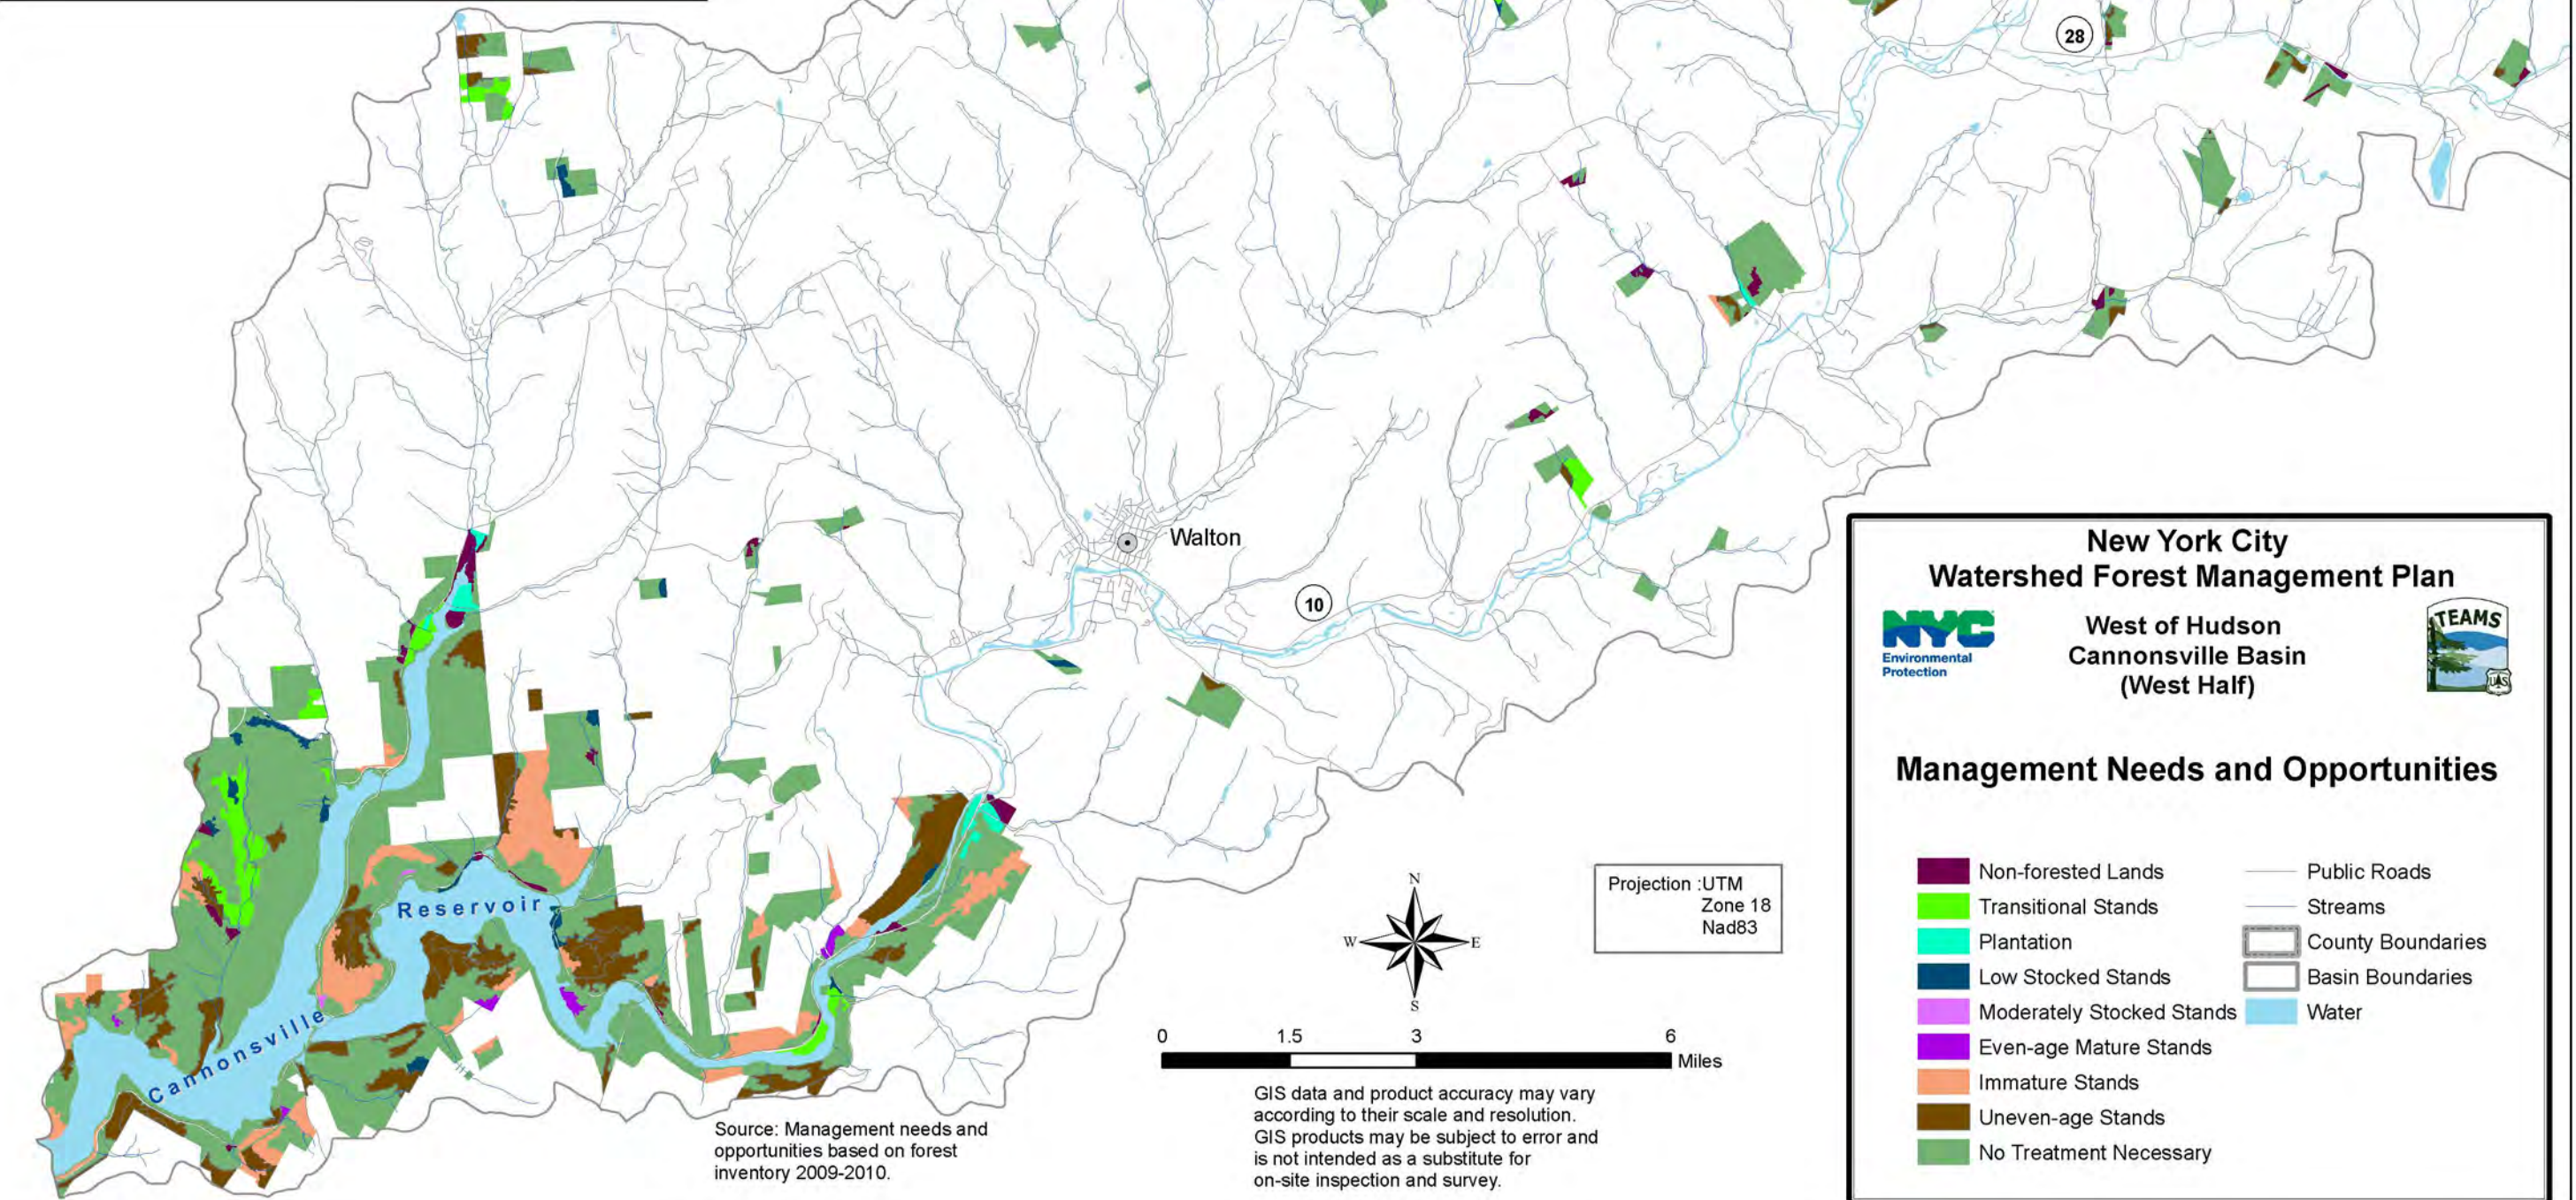 28
Walton
10
Reservoir
Cannonsville
New York City
Watershed Forest Management Plan
NYC
Environmental
Protection
West of Hudson
Cannonsville Basin
(West Half)
TEAMS
UAS
Management Needs and Opportunities
Non-forested Lands
Transitional Stands
Plantation
Low Stocked Stands
Moderately Stocked Stands
Even-age Mature Stands
Immature Stands
Uneven-age Stands
No Treatment Necessary
Public Roads
Streams
County Boundaries
Basin Boundaries
Water
Projection :UTM
Zone 18
Nad83
N
W E
S
0 1.5 3 6
Miles
GIS data and product accuracy may vary
according to their scale and resolution.
GIS products may be subject to error and
is not intended as a substitute for
on-site inspection and survey.
Source: Management needs and
opportunities based on forest
inventory 2009-2010.